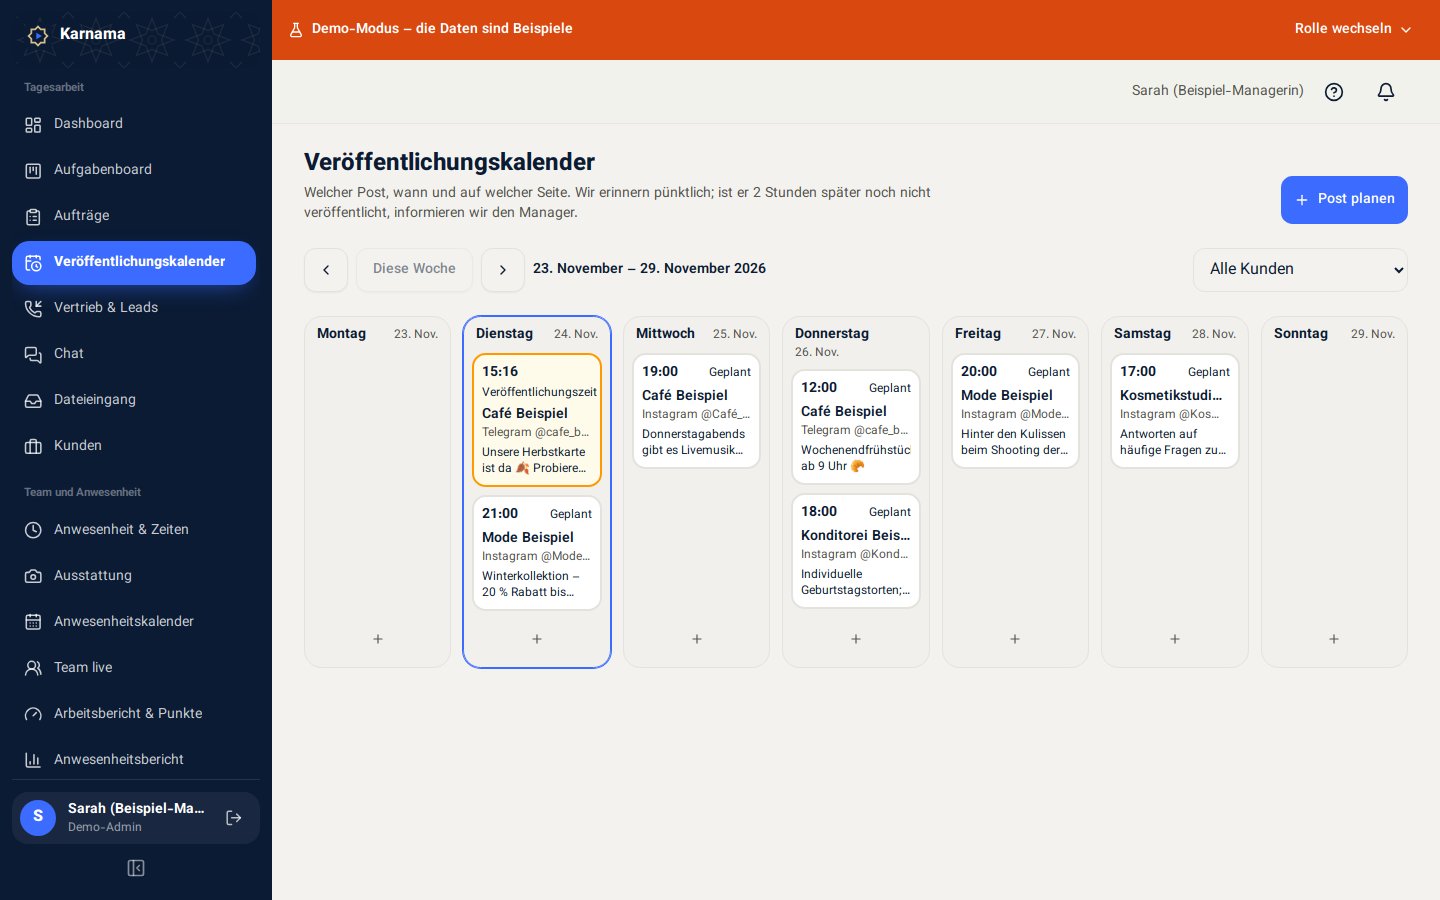 Karnama
Tagesarbeit
Dashboard
Aufgabenboard
Aufträge
Veröffentlichungskalender
Vertrieb & Leads
Chat
Dateieingang
Kunden
Team und Anwesenheit
Anwesenheit & Zeiten
Ausstattung
Anwesenheitskalender
Team live
Arbeitsbericht & Punkte
Anwesenheitsbericht
S
Sarah (Beispiel-Ma...
Demo-Admin
Demo-Modus – die Daten sind Beispiele
Rolle wechseln
Sarah (Beispiel-Managerin)
Veröffentlichungskalender
Welcher Post, wann und auf welcher Seite. Wir erinnern pünktlich; ist er 2 Stunden später noch nicht
veröffentlicht, informieren wir den Manager.
+ Post planen
Diese Woche
23. November – 29. November 2026
Alle Kunden
Montag 23. Nov.
+
Dienstag 24. Nov.
15:16
Veröffentlichungszeit
Café Beispiel
Telegram @cafe_b...
Unsere Herbstkarte
ist da 🍂 Probiere...
21:00 Geplant
Mode Beispiel
Instagram @Mode...
Winterkollektion –
20 % Rabatt bis...
+
Mittwoch 25. Nov.
19:00 Geplant
Café Beispiel
Instagram @Café_...
Donnerstagabends
gibt es Livemusik...
+
Donnerstag
26. Nov.
12:00 Geplant
Café Beispiel
Telegram @cafe_b...
Wochenendfrühstüc
ab 9 Uhr 🥐
18:00 Geplant
Konditorei Beis...
Instagram @Kond...
Individuelle
Geburtstagstorten;...
+
Freitag 27. Nov.
20:00 Geplant
Mode Beispiel
Instagram @Mode...
Hinter den Kulissen
beim Shooting der...
+
Samstag 28. Nov.
17:00 Geplant
Kosmetikstudi...
Instagram @Kos...
Antworten auf
häufige Fragen zu...
+
Sonntag 29. Nov.
+